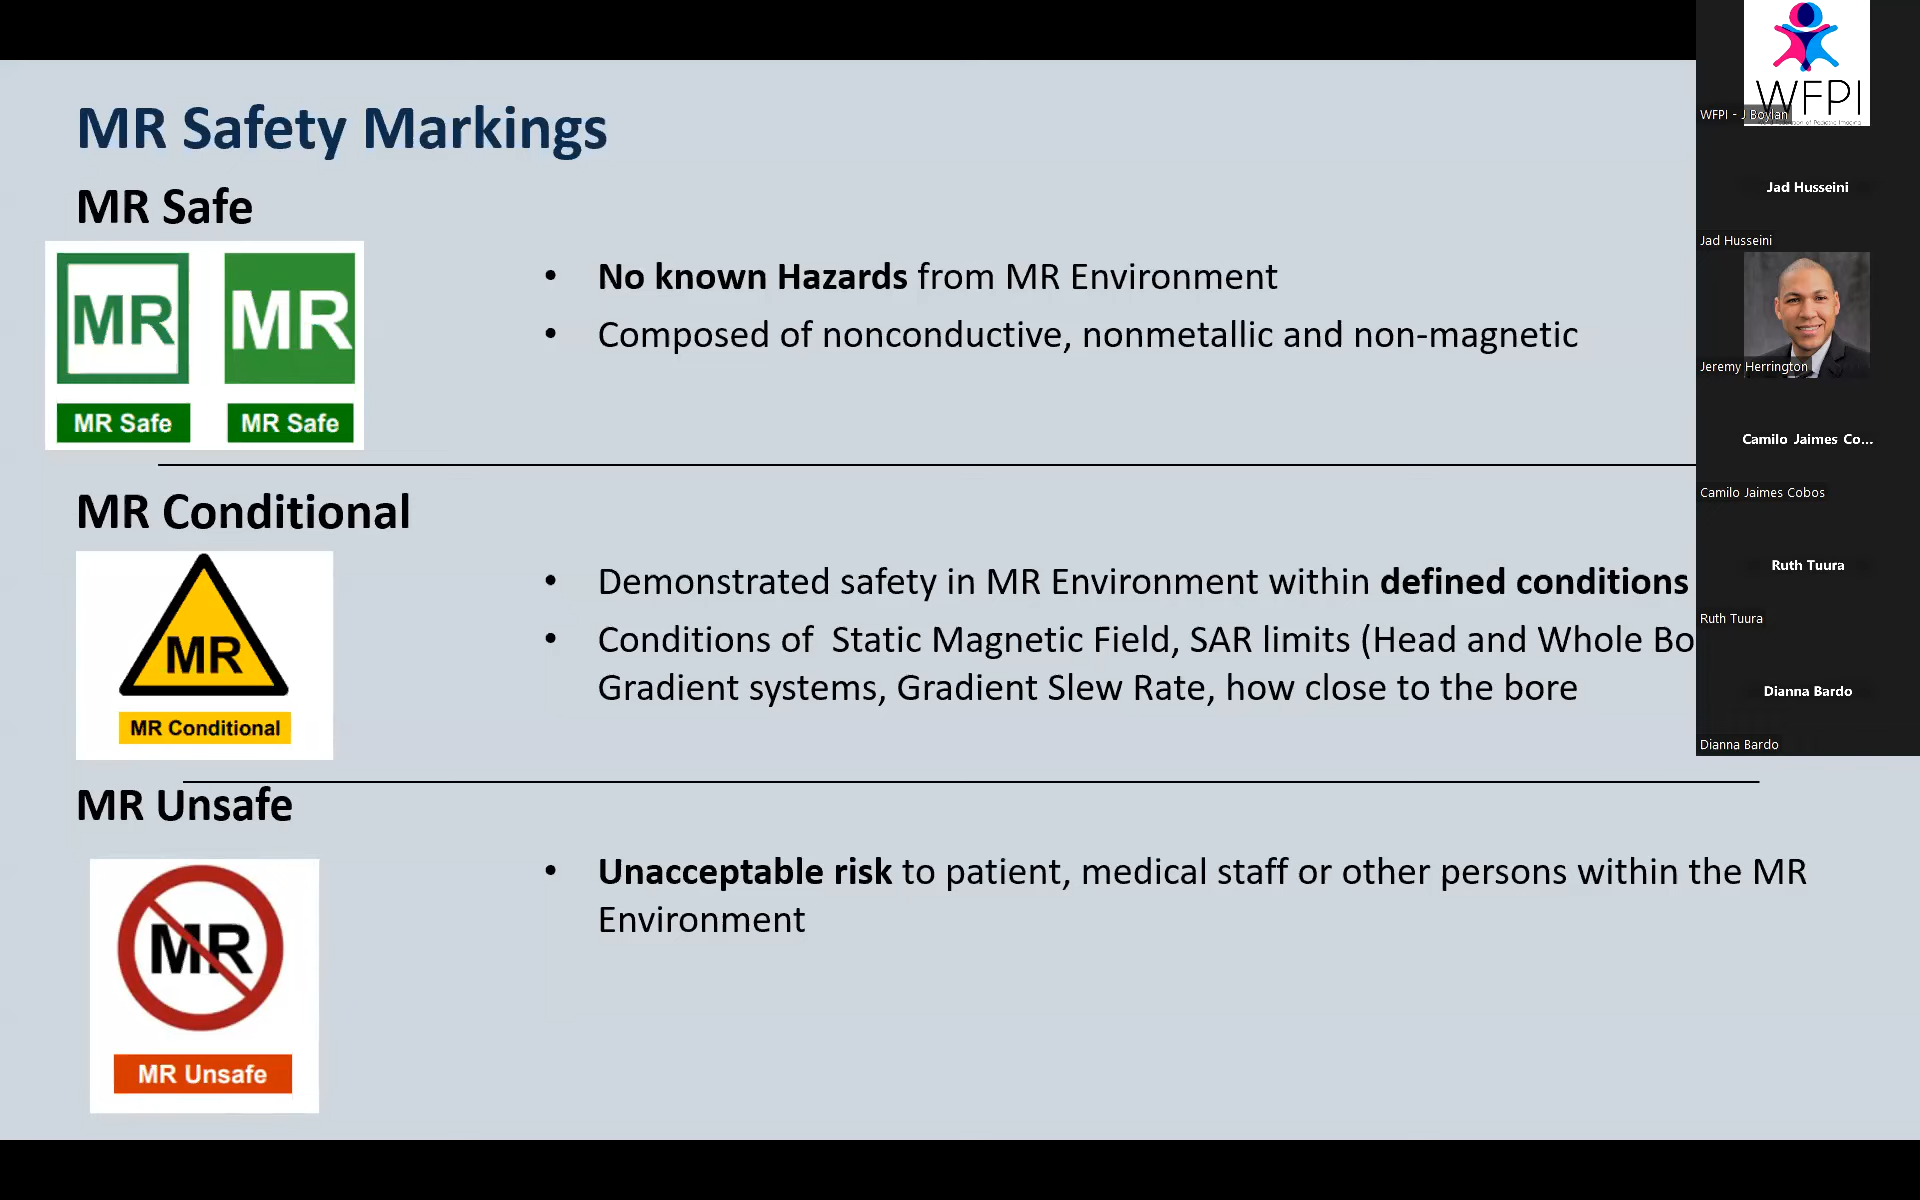 MR Safety Markings
MR Safe
MR MR
MR Safe MR Safe
• No known Hazards from MR Environment
• Composed of nonconductive, nonmetallic and non-magnetic
MR Conditional
MR
MR Conditional
• Demonstrated safety in MR Environment within defined conditions
• Conditions of Static Magnetic Field, SAR limits (Head and Whole Bo
Gradient systems, Gradient Slew Rate, how close to the bore
MR Unsafe
MR
MR Unsafe
• Unacceptable risk to patient, medical staff or other persons within the MR
Environment
WFPI
WFPI - J Boylan
Jad Husseini
Jad Husseini
Jeremy Herrington
Camilo Jaimes Co...
Camilo Jaimes Cobos
Ruth Tuura
Ruth Tuura
Dianna Bardo
Dianna Bardo